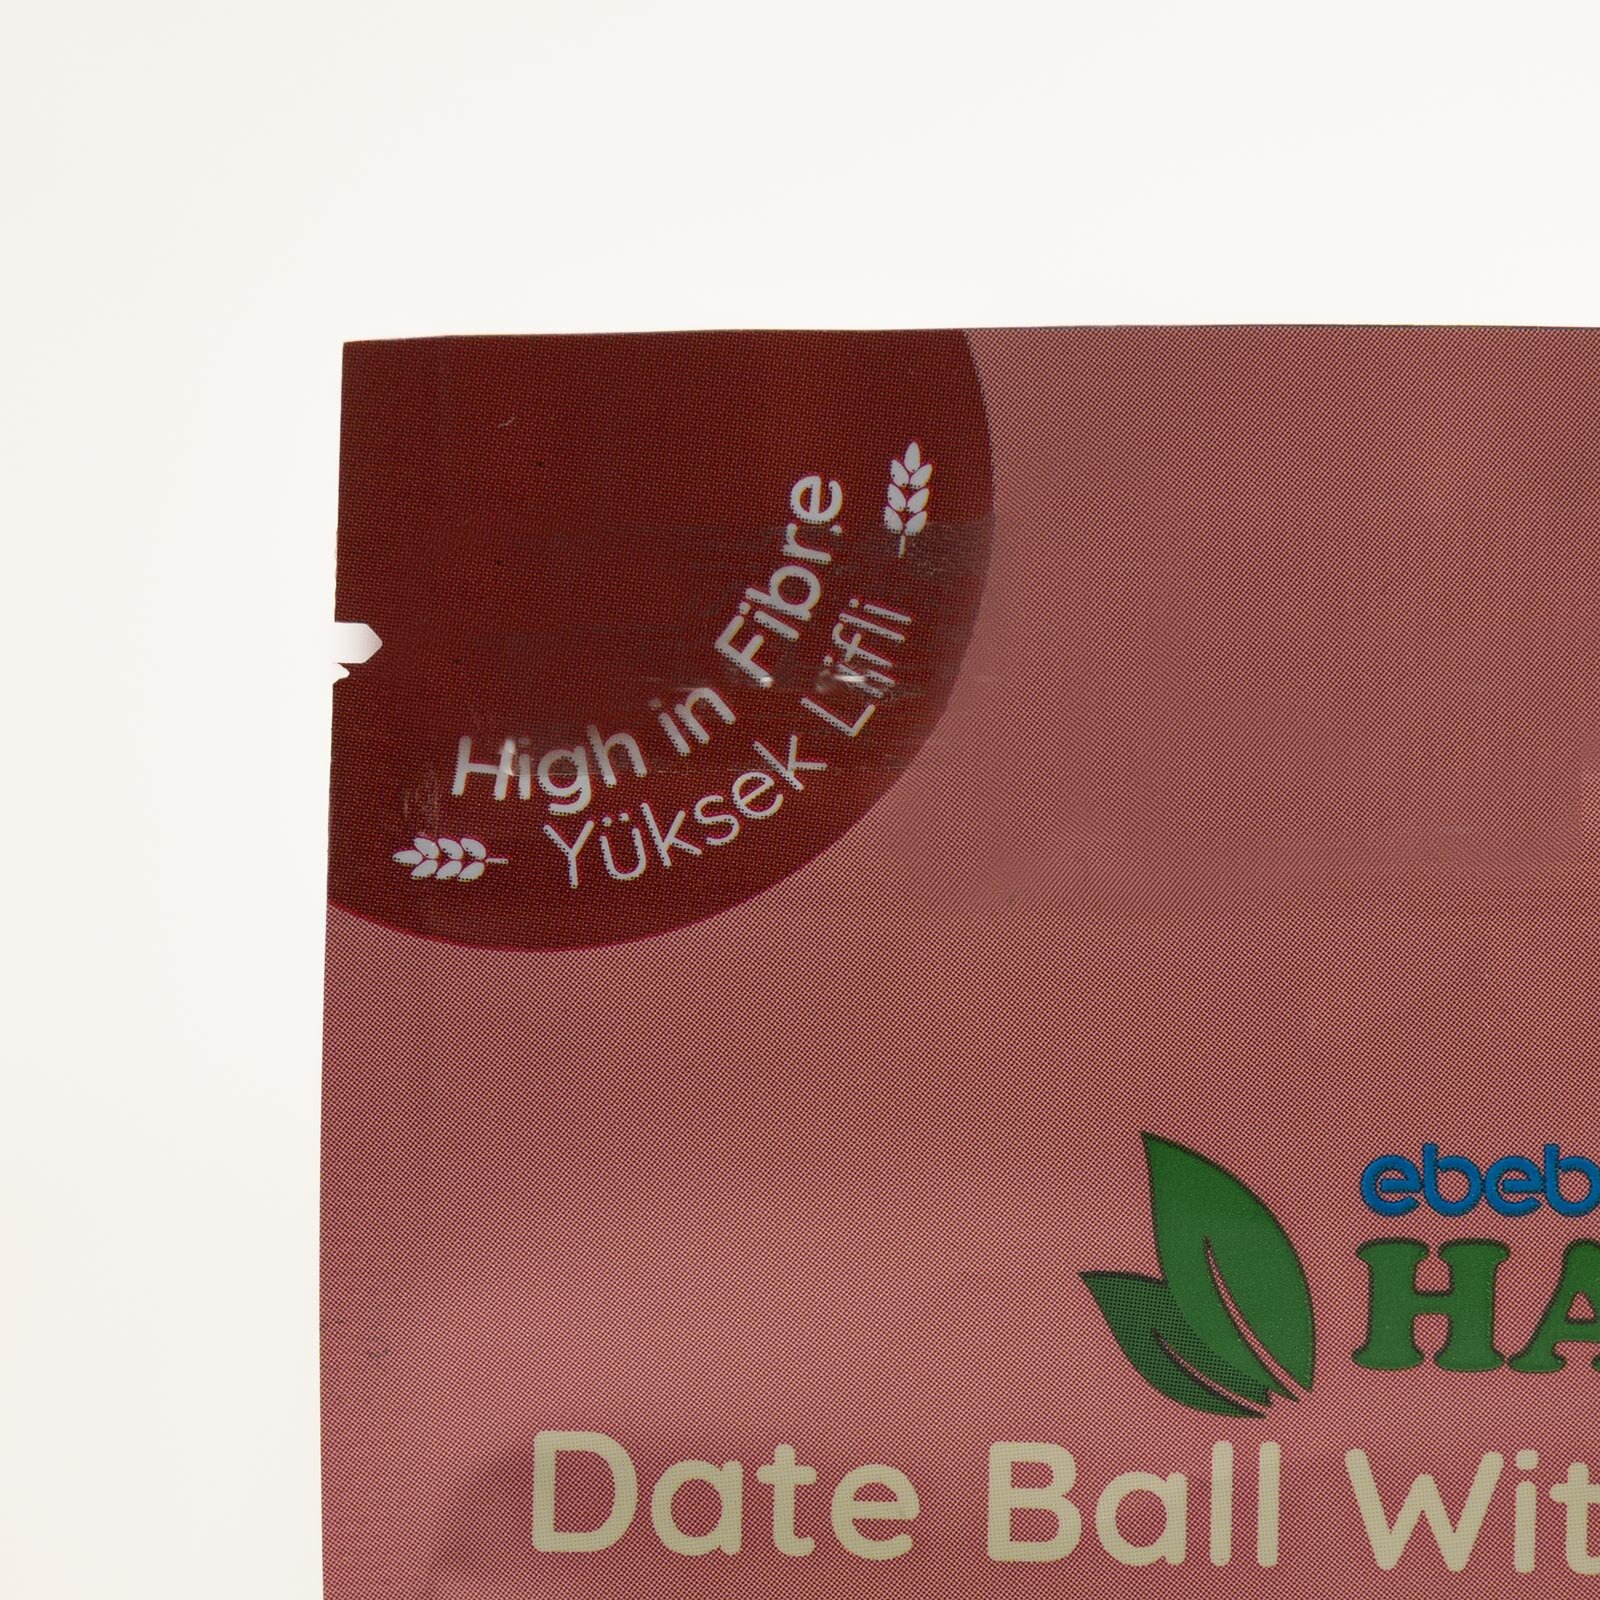 High in Fibre
Yüksek Lifli
ebeb
HA
Date Ball Wit